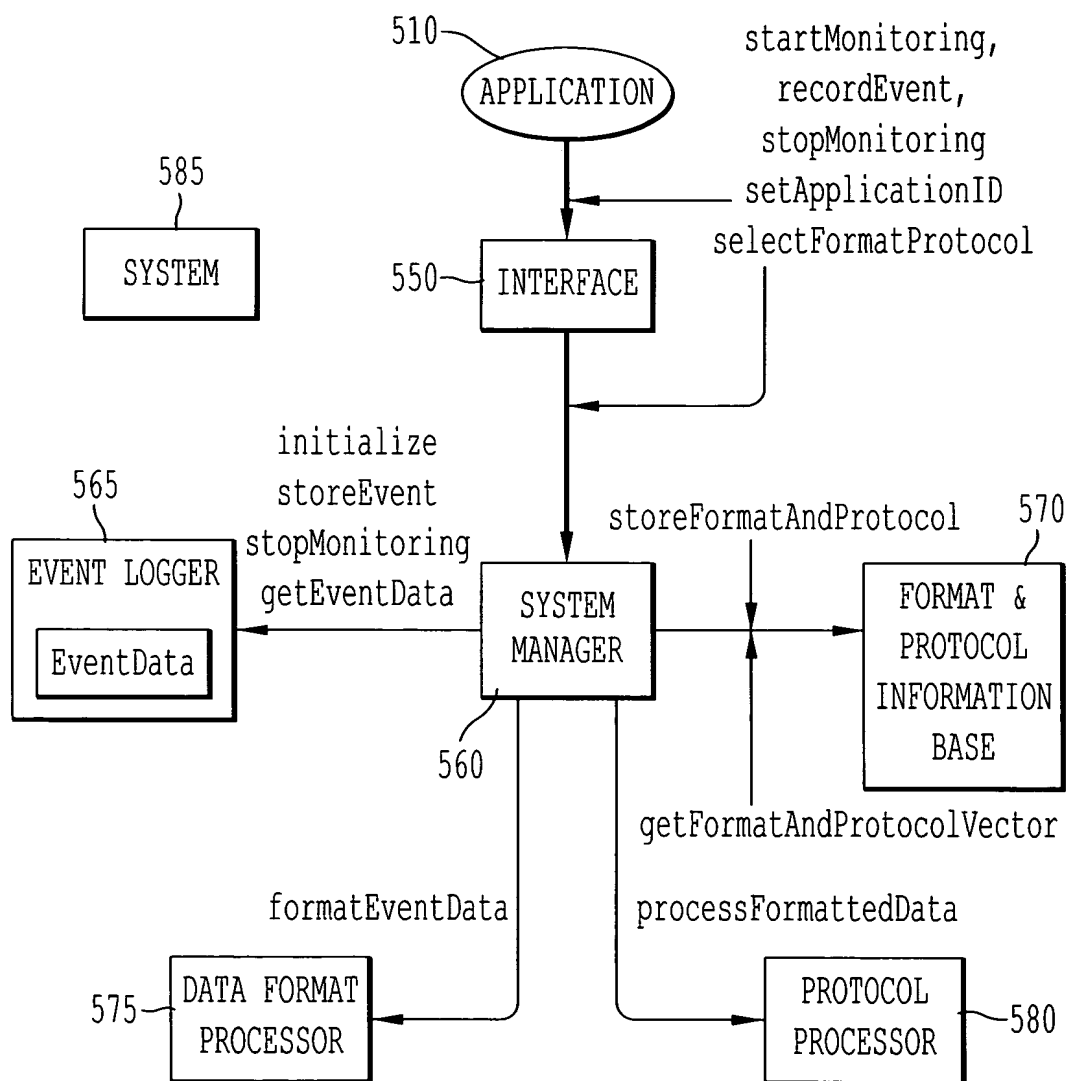 510
APPLICATION
startMonitoring,
recordEvent,
stopMonitoring
setApplicationID
selectFormatProtocol
585
SYSTEM
550
INTERFACE
initialize
storeEvent
stopMonitoring
getEventData
565
EVENT LOGGER
EventData
SYSTEM
MANAGER
560
storeFormatAndProtocol
570
FORMAT &
PROTOCOL
INFORMATION
BASE
getFormatAndProtocolVector
formatEventData
processFormattedData
575
DATA FORMAT
PROCESSOR
PROTOCOL
PROCESSOR
580